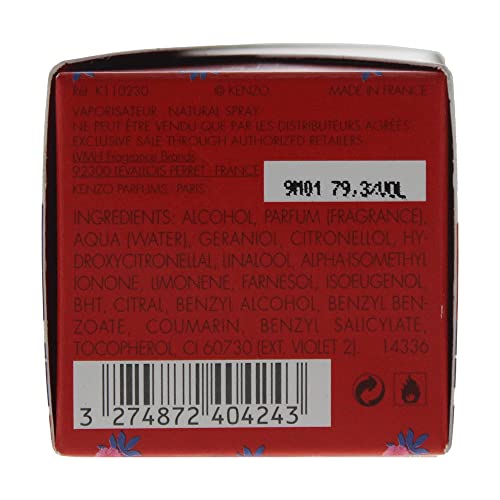 Réf. K110230 © KENZO MADE IN FRANCE
VAPORISATEUR NATURAL SPRAY
NE PEUT ÊTRE VENDU QUE PAR LES DISTRIBUTEURS AGRÉÉS
EXCLUSIVE SALE THROUGH AUTHORIZED RETAILERS
LVMH Fragrance Brands
92300 LEVALLOIS PERRET - FRANCE
KENZO PARFUMS - PARIS
9M01 79,3%VOL
INGREDIENTS: ALCOHOL, PARFUM (FRAGRANCE),
AQUA (WATER), GERANIOL, CITRONELLOL, HY-
DROXYCITRONELLAL, LINALOOL, ALPHA-ISOMETHYL
IONONE, LIMONENE, FARNESOL, ISOEUGENOL,
BHT, CITRAL, BENZYL ALCOHOL, BENZYL BEN-
ZOATE, COUMARIN, BENZYL SALICYLATE,
TOCOPHEROL, CI 60730 (EXT. VIOLET 2). 14336
3 274872 404243